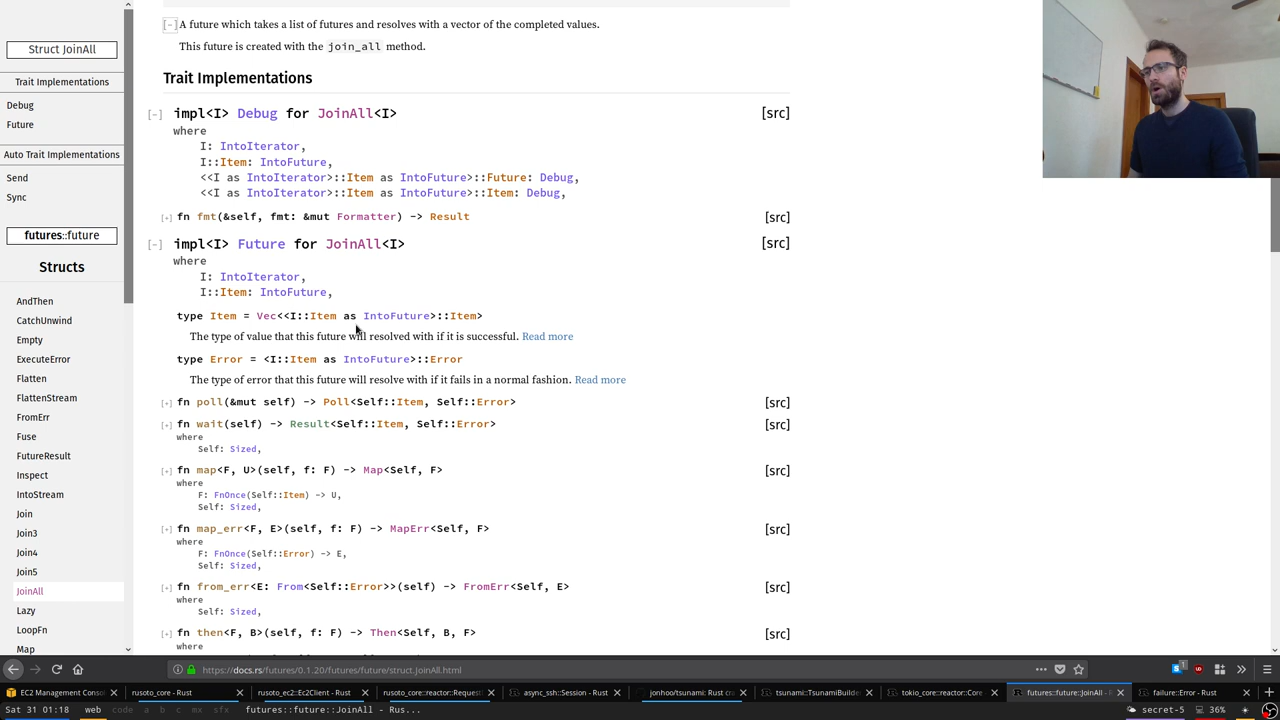 Struct JoinAll
Trait Implementations
Debug
Future
Auto Trait Implementations
Send
Sync
futures::future
Structs
AndThen
CatchUnwind
Empty
ExecuteError
Flatten
FlattenStream
FromErr
Fuse
FutureResult
Inspect
IntoStream
Join
Join3
Join4
Join5
JoinAll
Lazy
LoopFn
Map
[-] A future which takes a list of futures and resolves with a vector of the completed values.
This future is created with the join_all method.
Trait Implementations
[-] impl<I> Debug for JoinAll<I> [src]
where
I: IntoIterator,
I::Item: IntoFuture,
<<I as IntoIterator>::Item as IntoFuture>::Future: Debug,
<<I as IntoIterator>::Item as IntoFuture>::Item: Debug,
[+] fn fmt(&self, fmt: &mut Formatter) -> Result [src]
[-] impl<I> Future for JoinAll<I> [src]
where
I: IntoIterator,
I::Item: IntoFuture,
type Item = Vec<<I::Item as IntoFuture>::Item>
The type of value that this future will resolved with if it is successful. Read more
type Error = <I::Item as IntoFuture>::Error
The type of error that this future will resolve with if it fails in a normal fashion. Read more
[+] fn poll(&mut self) -> Poll<Self::Item, Self::Error> [src]
[+] fn wait(self) -> Result<Self::Item, Self::Error> [src]
where
Self: Sized,
[+] fn map<F, U>(self, f: F) -> Map<Self, F> [src]
where
F: FnOnce(Self::Item) -> U,
Self: Sized,
[+] fn map_err<F, E>(self, f: F) -> MapErr<Self, F> [src]
where
F: FnOnce(Self::Error) -> E,
Self: Sized,
[+] fn from_err<E: From<Self::Error>>(self) -> FromErr<Self, E> [src]
where
Self: Sized,
[+] fn then<F, B>(self, f: F) -> Then<Self, B, F> [src]
where
https://docs.rs/futures/0.1.20/futures/future/struct.JoinAll.html
EC2 Management Conso
rusoto_core - Rust
rusoto_ec2::Ec2Client - Rust
rusoto_core::reactor::Request
async_ssh::Session - Rust
jonhoo/tsunami: Rust cr
tsunami::TsunamiBuilde
tokio_core::reactor::Core
futures::future::JoinAll - R
failure::Error - Rust
Sat 31 01:18 web code a b c mx sfx futures::future::JoinAll - Rus... secret-5 36%